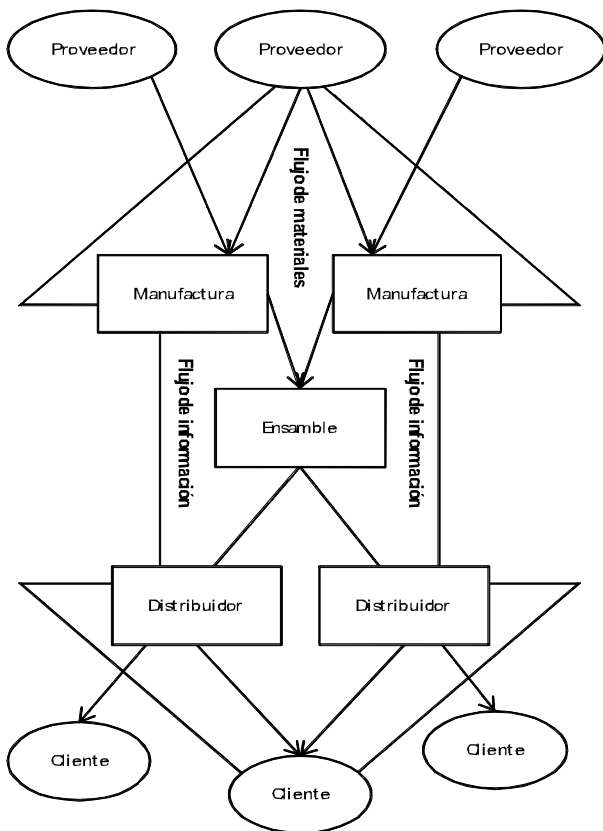 Proveedor
Proveedor
Proveedor
Flujo de materiales
Manufactura
Manufactura
Flujo de información
Flujo de información
Ensamble
Distribuidor
Distribuidor
Cliente
Cliente
Cliente